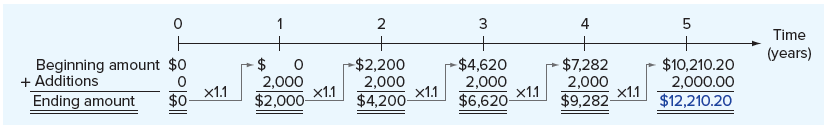 0 1 2 3 4 5
Time
(years)
Beginning amount $0 $ 0 $2,200 $4,620 $7,282 $10,210.20
+ Additions 0 2,000 2,000 2,000 2,000 2,000.00
×1.1 ×1.1 ×1.1 ×1.1 ×1.1
Ending amount $0 $2,000 $4,200 $6,620 $9,282 $12,210.20